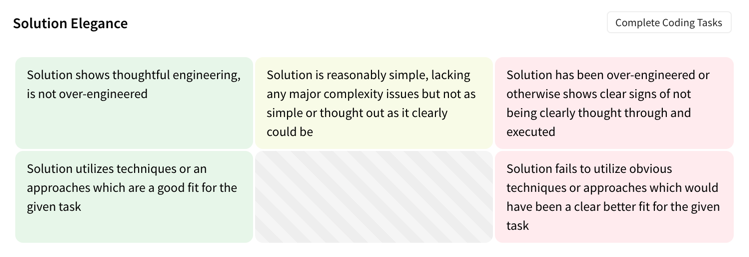 Solution Elegance
Complete Coding Tasks
Solution shows thoughtful engineering,
is not over-engineered
Solution is reasonably simple, lacking
any major complexity issues but not as
simple or thought out as it clearly
could be
Solution has been over-engineered or
otherwise shows clear signs of not
being clearly thought through and
executed
Solution utilizes techniques or an
approaches which are a good fit for the
given task
Solution fails to utilize obvious
techniques or approaches which would
have been a clear better fit for the given
task